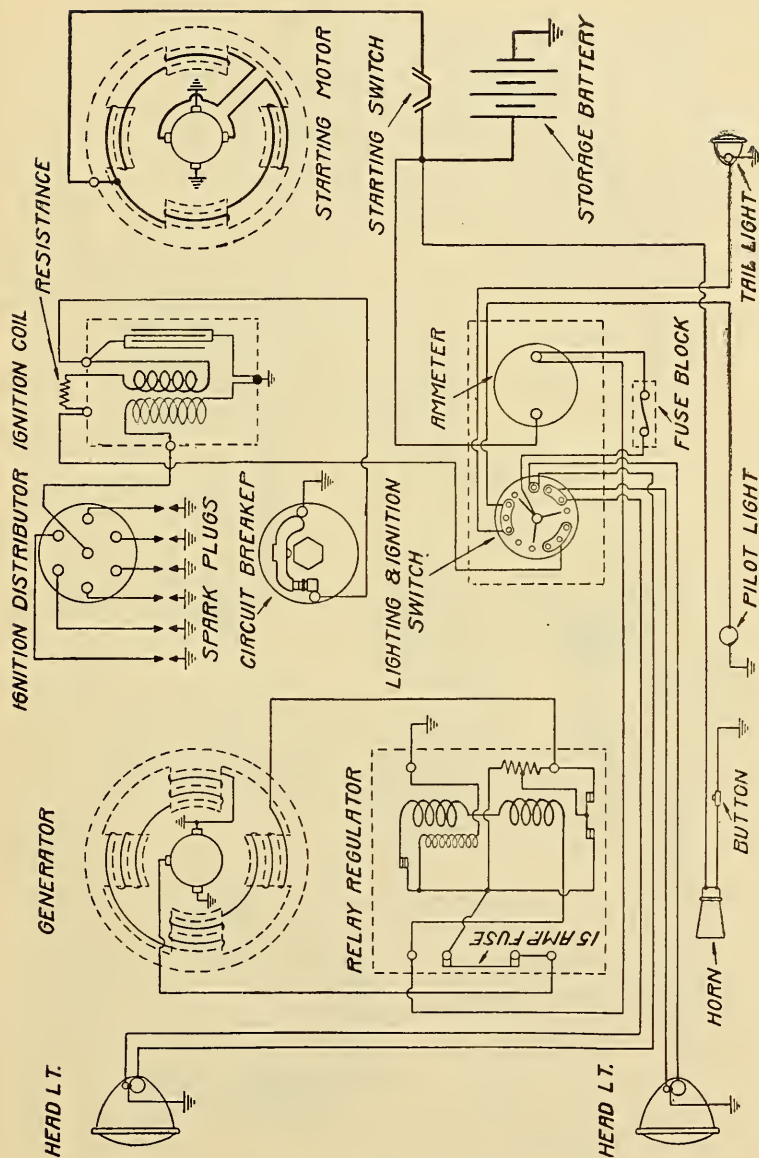 HEAD LT.
GENERATOR
IGNITION DISTRIBUTOR
IGNITION COIL
RESISTANCE
SPARK PLUGS
STARTING MOTOR
CIRCUIT BREAKER
RELAY REGULATOR
15 AMP FUSE
LIGHTING & IGNITION
SWITCH
AMMETER
STARTING SWITCH
STORAGE BATTERY
FUSE BLOCK
HEAD LT.
HORN
BUTTON
PILOT LIGHT
TAIL LIGHT